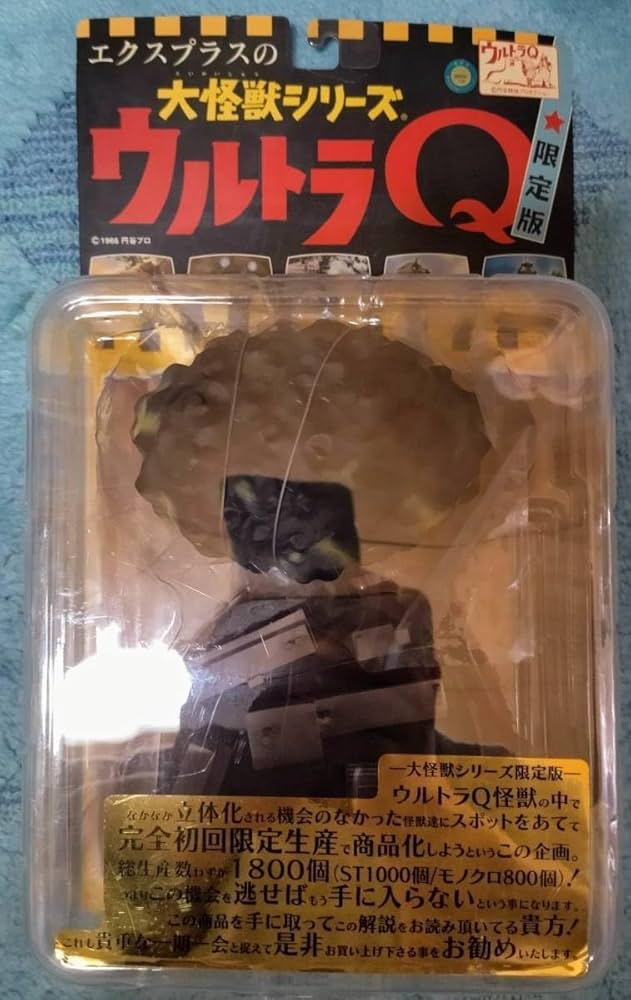 エクスプラスの
だいかいじゅう
大怪獣シリーズ®
ウルトラQ
ウルトラQ
★限定版
©1966 円谷プロ
―大怪獣シリーズ限定版―
ウルトラQ怪獣の中で
なかなか立体化される機会のなかった怪獣達にスポットをあてて
完全初回限定生産で商品化しようというこの企画。
総生産数わずか1800個(ST1000個/モノクロ800個)!
つまりこの機会を逃せばもう手に入らないという事になります。
この商品を手に取ってこの解説をお読み頂いてる貴方!
これも貴重な一期一会と捉えて是非お買い上げ下さる事をお勧めいたします。